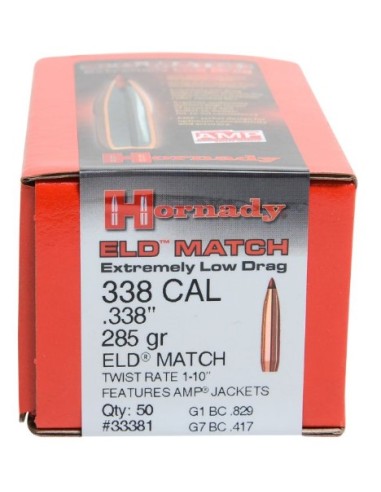 AMP
Hornady
ELD™ MATCH
Extremely Low Drag
338 CAL
.338"
285 gr
ELD® MATCH
TWIST RATE 1-10"
FEATURES AMP® JACKETS
Qty: 50 G1 BC .829
#33381 G7 BC .417